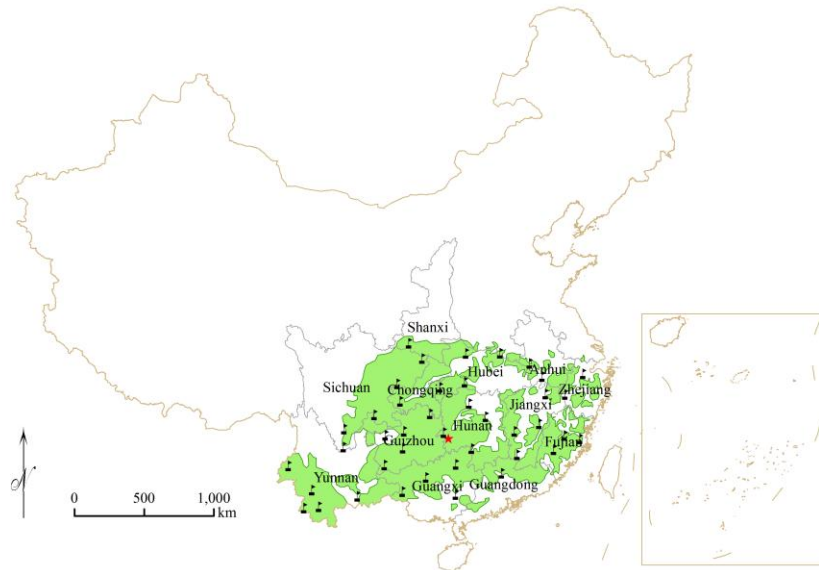 Shanxi
Hubei
Anhui
Sichuan
Chongqing
Zhejiang
Jiangxi
Hunan
Guizhou
Fujian
Yunnan
Guangxi
Guangdong
N
0 500 1,000
km